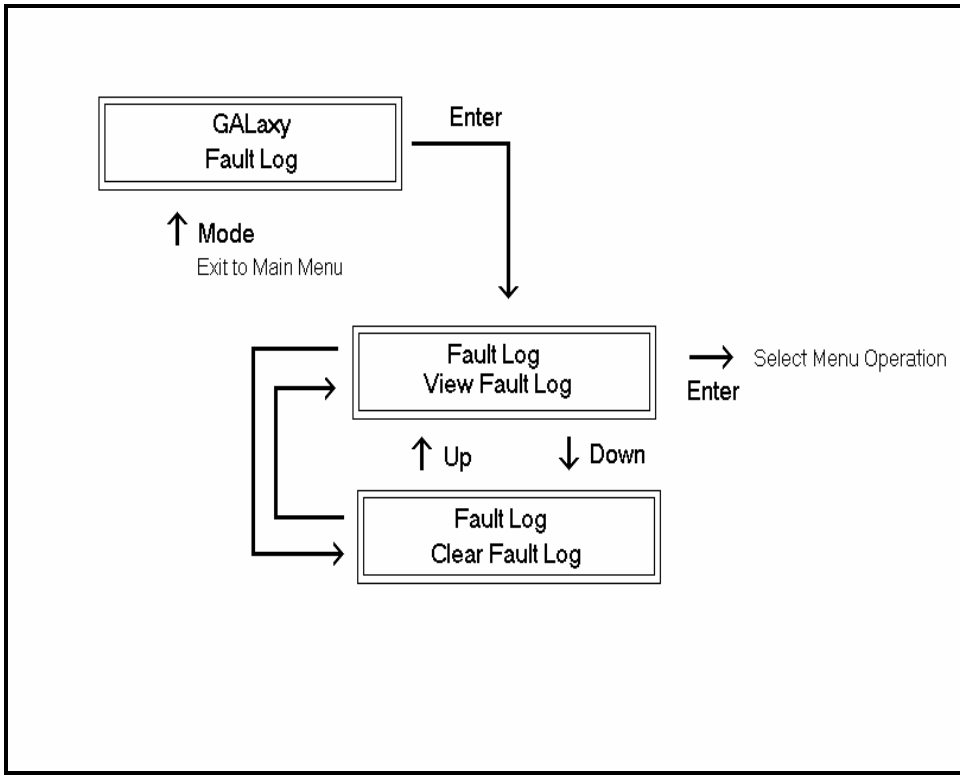 GALaxy
Fault Log
Enter
Mode
Exit to Main Menu
Fault Log
View Fault Log
Select Menu Operation
Enter
Up
Down
Fault Log
Clear Fault Log